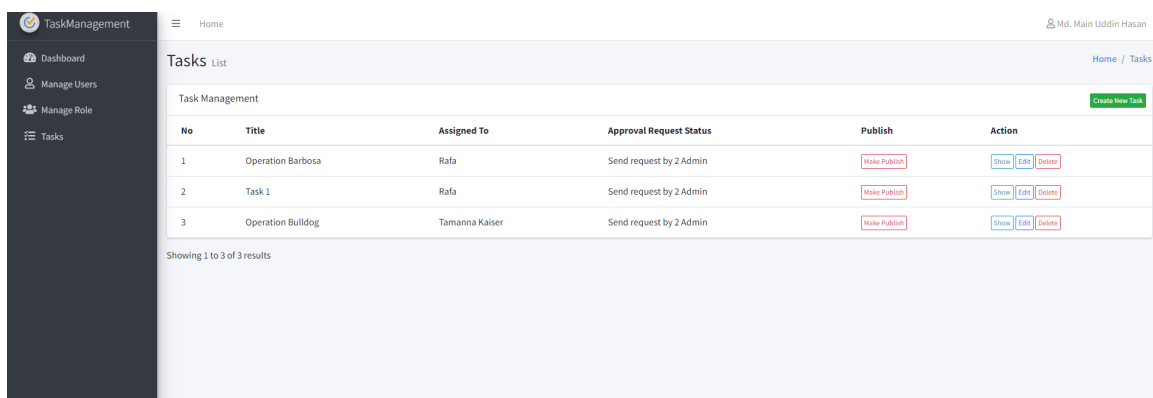 TaskManagement
Home
Md. Main Uddin Hasan
Dashboard
Manage Users
Manage Role
Tasks
Tasks List
Home / Tasks
Task Management
Create New Task
No Title Assigned To Approval Request Status Publish Action
1 Operation Barbosa Rafa Send request by 2 Admin Make Publish Show Edit Delete
2 Task 1 Rafa Send request by 2 Admin Make Publish Show Edit Delete
3 Operation Bulldog Tamanna Kaiser Send request by 2 Admin Make Publish Show Edit Delete
Showing 1 to 3 of 3 results